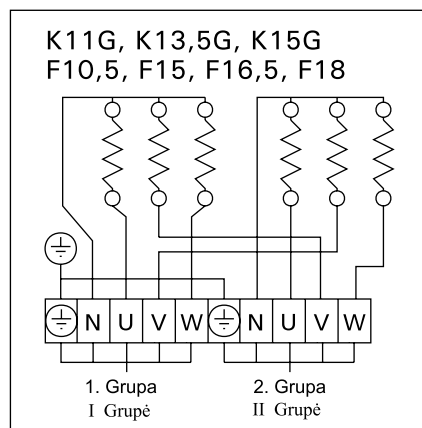 K11G, K13,5G, K15G
F10,5, F15, F16,5, F18
N U V W N U V W
1. Grupa 2. Grupa
I Grupė II Grupė